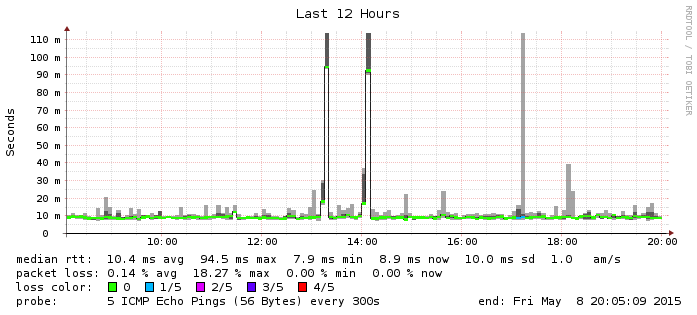 Last 12 Hours
RRDTOOL / TOBI OETIKER
Seconds
110 m
100 m
90 m
80 m
70 m
60 m
50 m
40 m
30 m
20 m
10 m
0
10:00 12:00 14:00 16:00 18:00 20:00
median rtt: 10.4 ms avg 94.5 ms max 7.9 ms min 8.9 ms now 10.0 ms sd 1.0 am/s
packet loss: 0.14 % avg 18.27 % max 0.00 % min 0.00 % now
loss color: 0 1/5 2/5 3/5 4/5
probe: 5 ICMP Echo Pings (56 Bytes) every 300s end: Fri May 8 20:05:09 2015